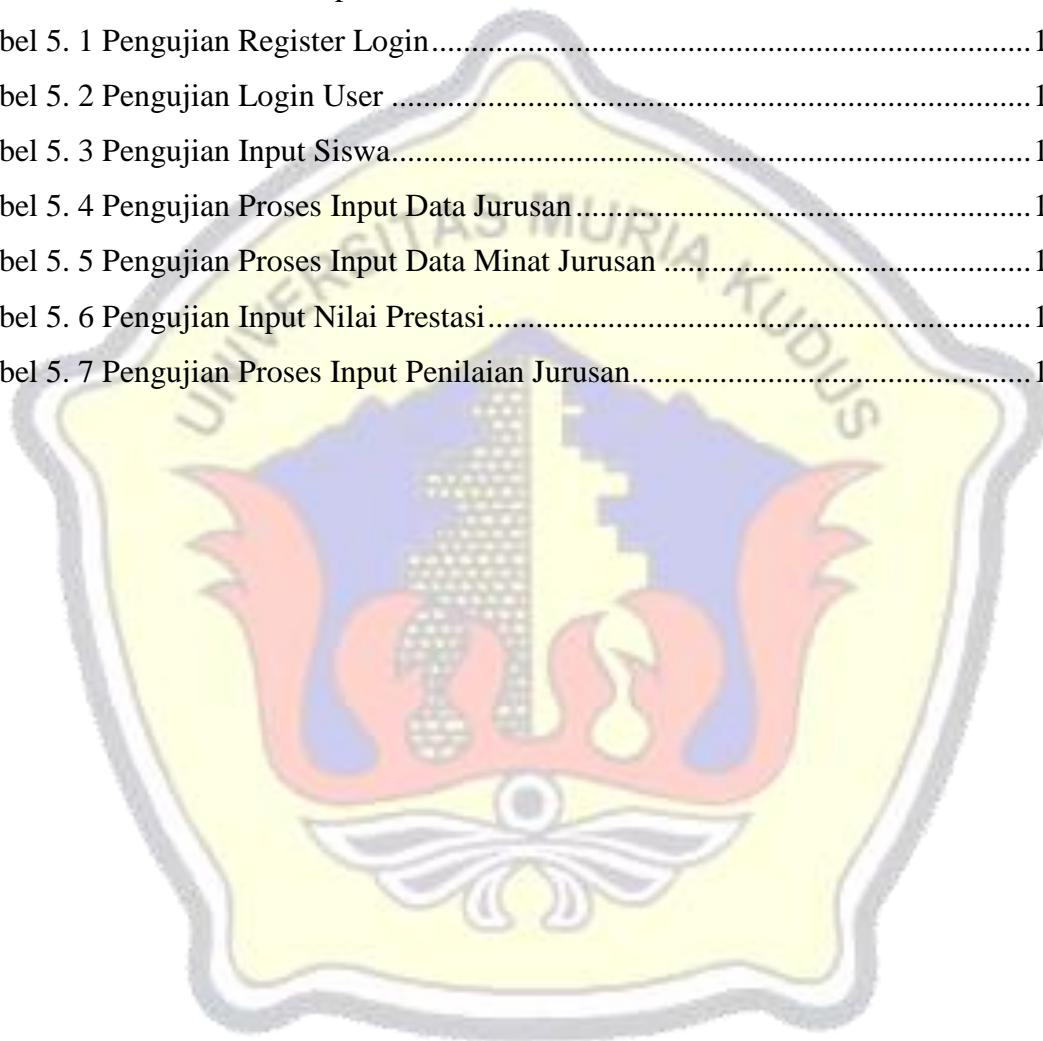 bel 5. 1 Pengujian Register Login........................................................................1
bel 5. 2 Pengujian Login User ............................................................................1
bel 5. 3 Pengujian Input Siswa............................................................................1
bel 5. 4 Pengujian Proses Input Data Jurusan ......................................................1
bel 5. 5 Pengujian Proses Input Data Minat Jurusan ............................................1
bel 5. 6 Pengujian Input Nilai Prestasi.................................................................1
bel 5. 7 Pengujian Proses Input Penilaian Jurusan................................................1
UNIVERSITAS MURIA KUDUS